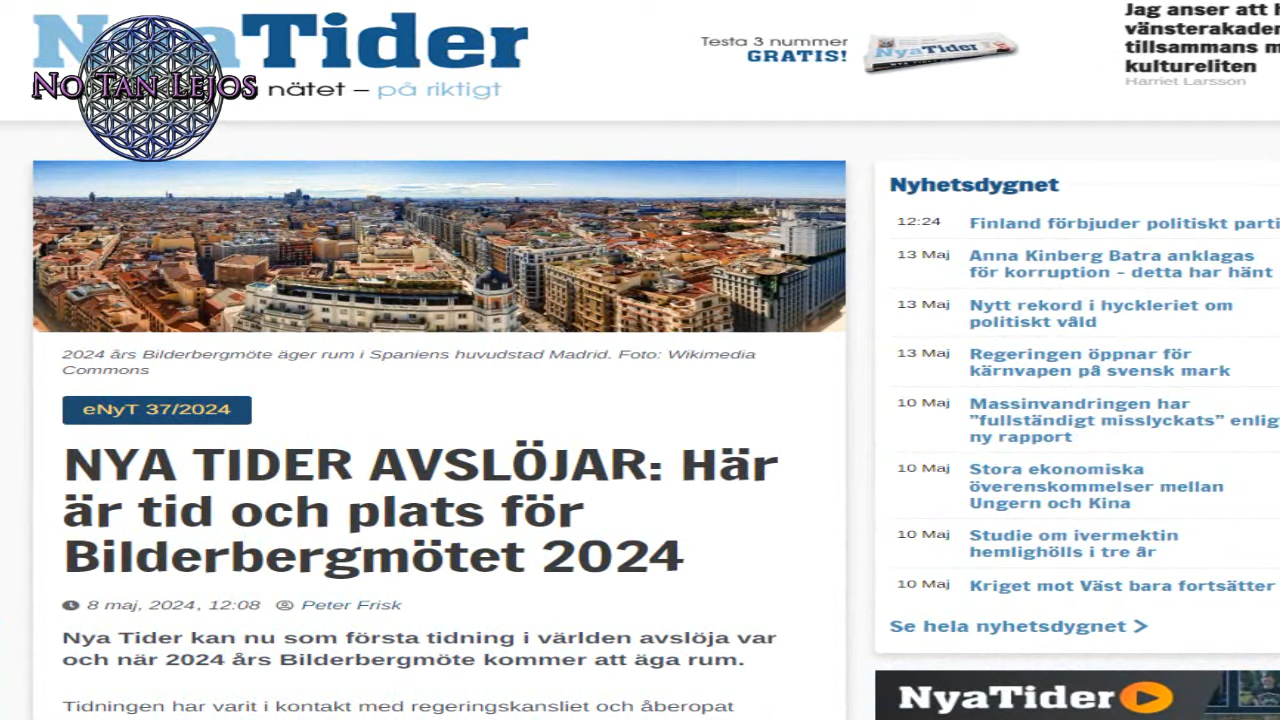 NyaTider
No Tan Lejos
nätet – på riktigt
Testa 3 nummer
GRATIS!
NyaTider
Jag anser att h
vänsterakader
tillsammans m
kultureliten
Harriet Larsson
2024 års Bilderbergmöte äger rum i Spaniens huvudstad Madrid. Foto: Wikimedia
Commons
eNyT 37/2024
NYA TIDER AVSLÖJAR: Här
är tid och plats för
Bilderbergmötet 2024
8 maj, 2024, 12:08 Peter Frisk
Nya Tider kan nu som första tidning i världen avslöja var
och när 2024 års Bilderbergmöte kommer att äga rum.
Tidningen har varit i kontakt med regeringskansliet och åberopat
Nyhetsdygnet
12:24 Finland förbjuder politiskt parti
13 Maj Anna Kinberg Batra anklagas
för korruption – detta har hänt
13 Maj Nytt rekord i hyckleriet om
politiskt våld
13 Maj Regeringen öppnar för
kärnvapen på svensk mark
10 Maj Massinvandringen har
”fullständigt misslyckats” enlig
ny rapport
10 Maj Stora ekonomiska
överenskommelser mellan
Ungern och Kina
10 Maj Studie om ivermektin
hemlighölls i tre år
10 Maj Kriget mot Väst bara fortsätter
Se hela nyhetsdygnet
NyaTider